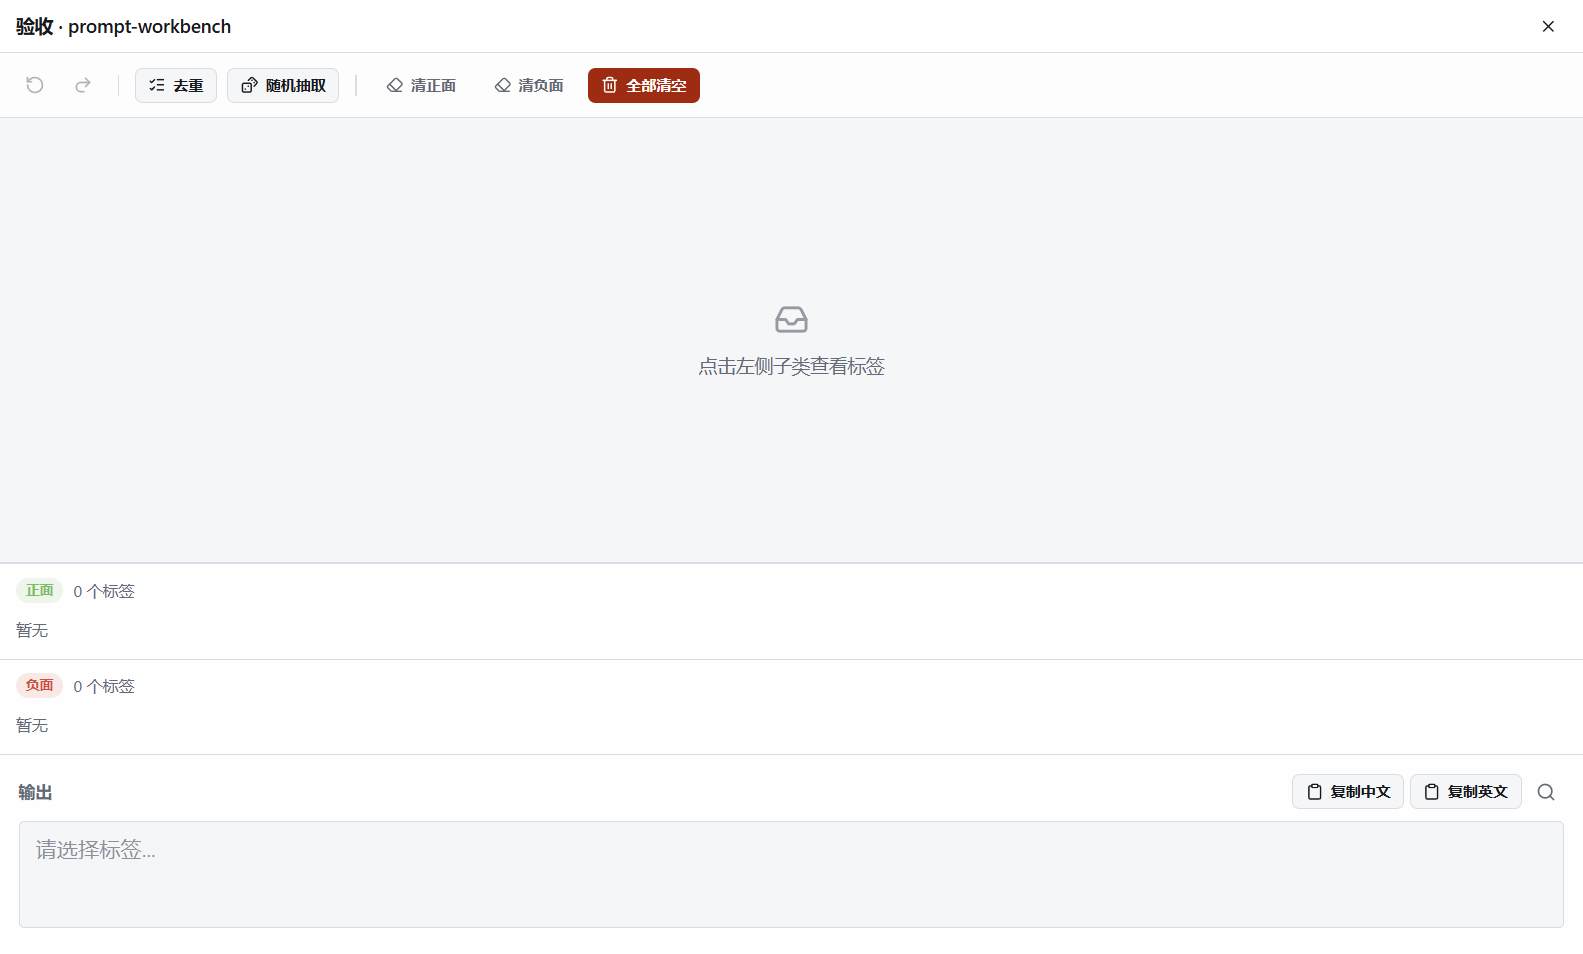 验收 · prompt-workbench
去重 随机抽取 清正面 清负面 全部清空
点击左侧子类查看标签
正面 0 个标签
暂无
负面 0 个标签
暂无
输出 复制中文 复制英文
请选择标签...